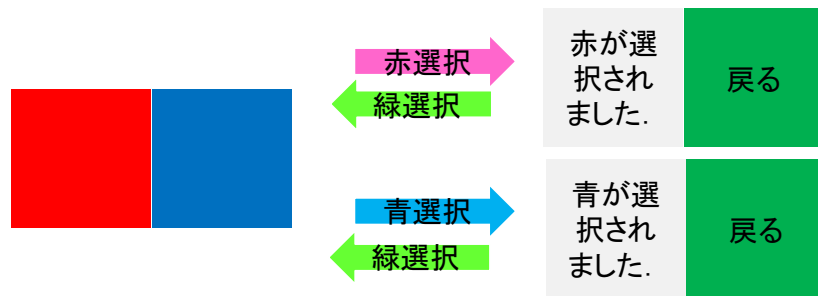 赤選択
緑選択
赤が選
択され
ました.
戻る
青選択
緑選択
青が選
択され
ました.
戻る